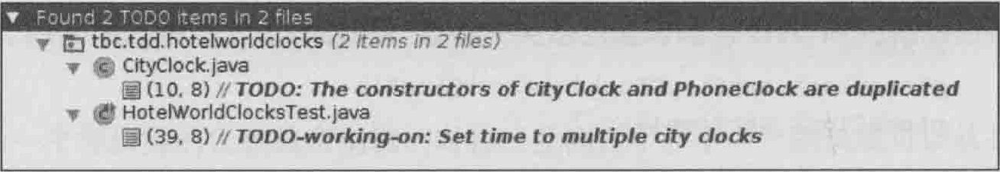 Found 2 TODO items in 2 files
tbc.tdd.hotelworldclocks (2 items in 2 files)
CityClock.java
(10, 8) // TODO: The constructors of CityClock and PhoneClock are duplicated
HotelWorldClocksTest.java
(39, 8) // TODO-working-on: Set time to multiple city clocks